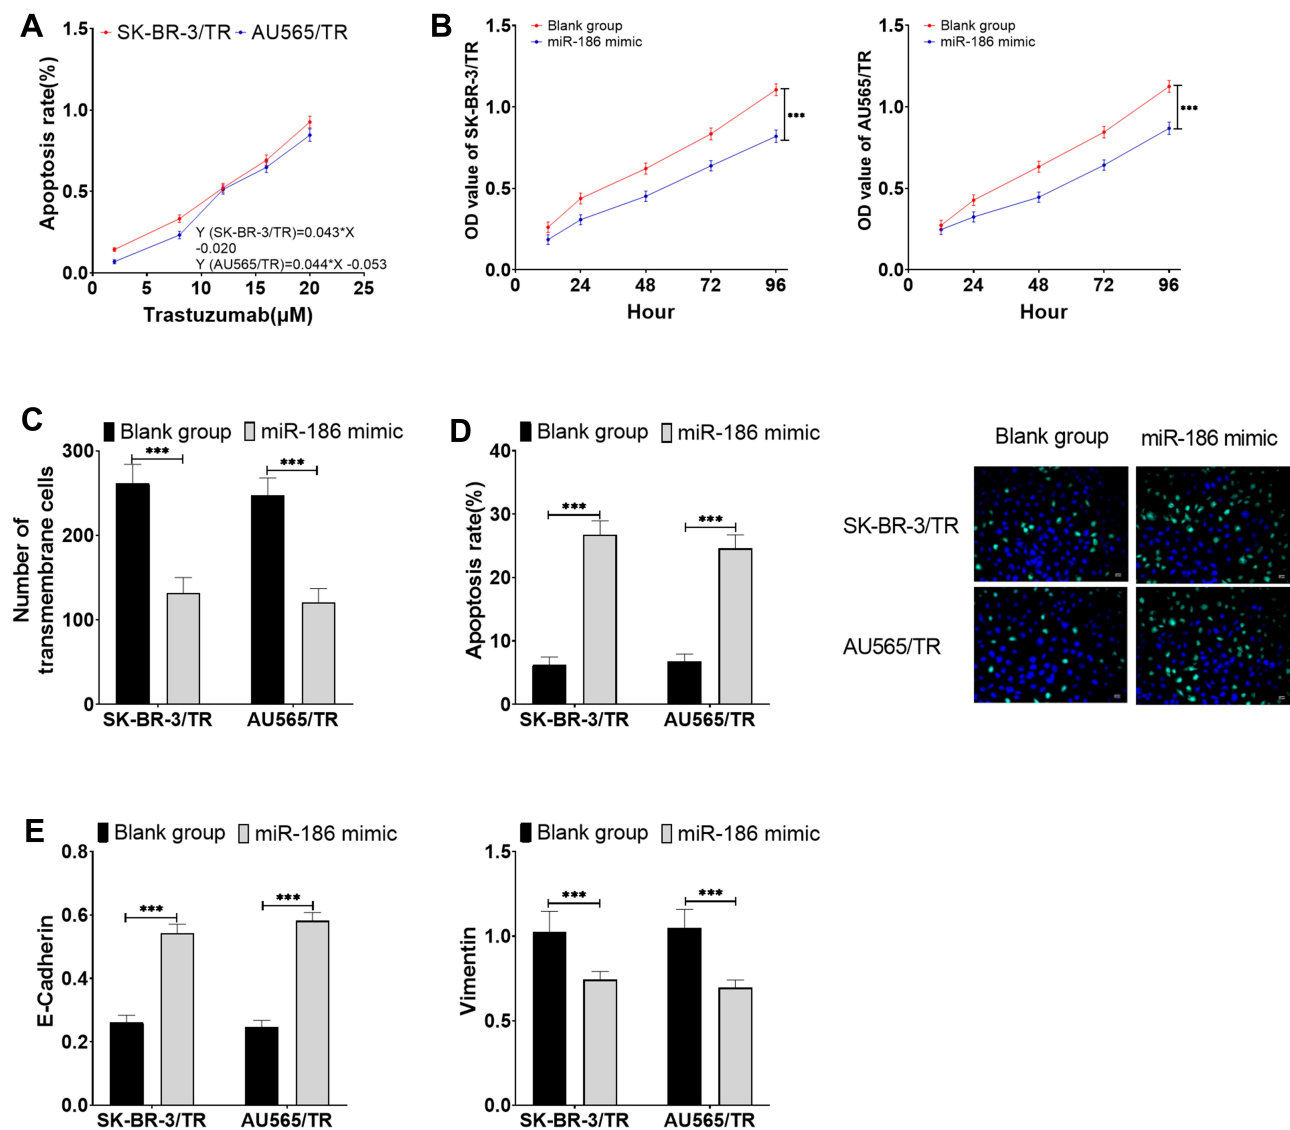 A
SK-BR-3/TR AU565/TR
Apoptosis rate(%)
1.5
1.0
0.5
0.0
Y (SK-BR-3/TR)=0.043*X
-0.020
Y (AU565/TR)=0.044*X -0.053
0 5 10 15 20 25
Trastuzumab(μM)
B
Blank group
miR-186 mimic
OD value of SK-BR-3/TR
1.5
1.0
0.5
0.0
***
0 24 48 72 96
Hour
Blank group
miR-186 mimic
OD value of AU565/TR
1.5
1.0
0.5
0.0
***
0 24 48 72 96
Hour
C
Blank group miR-186 mimic
Number of
transmembrane cells
300
200
100
0
*** ***
SK-BR-3/TR AU565/TR
D
Blank group miR-186 mimic
Apoptosis rate(%)
40
30
20
10
0
*** ***
SK-BR-3/TR AU565/TR
Blank group miR-186 mimic
SK-BR-3/TR
AU565/TR
E
Blank group miR-186 mimic
E-Cadherin
0.8
0.6
0.4
0.2
0.0
*** ***
SK-BR-3/TR AU565/TR
Blank group miR-186 mimic
Vimentin
1.5
1.0
0.5
0.0
*** ***
SK-BR-3/TR AU565/TR